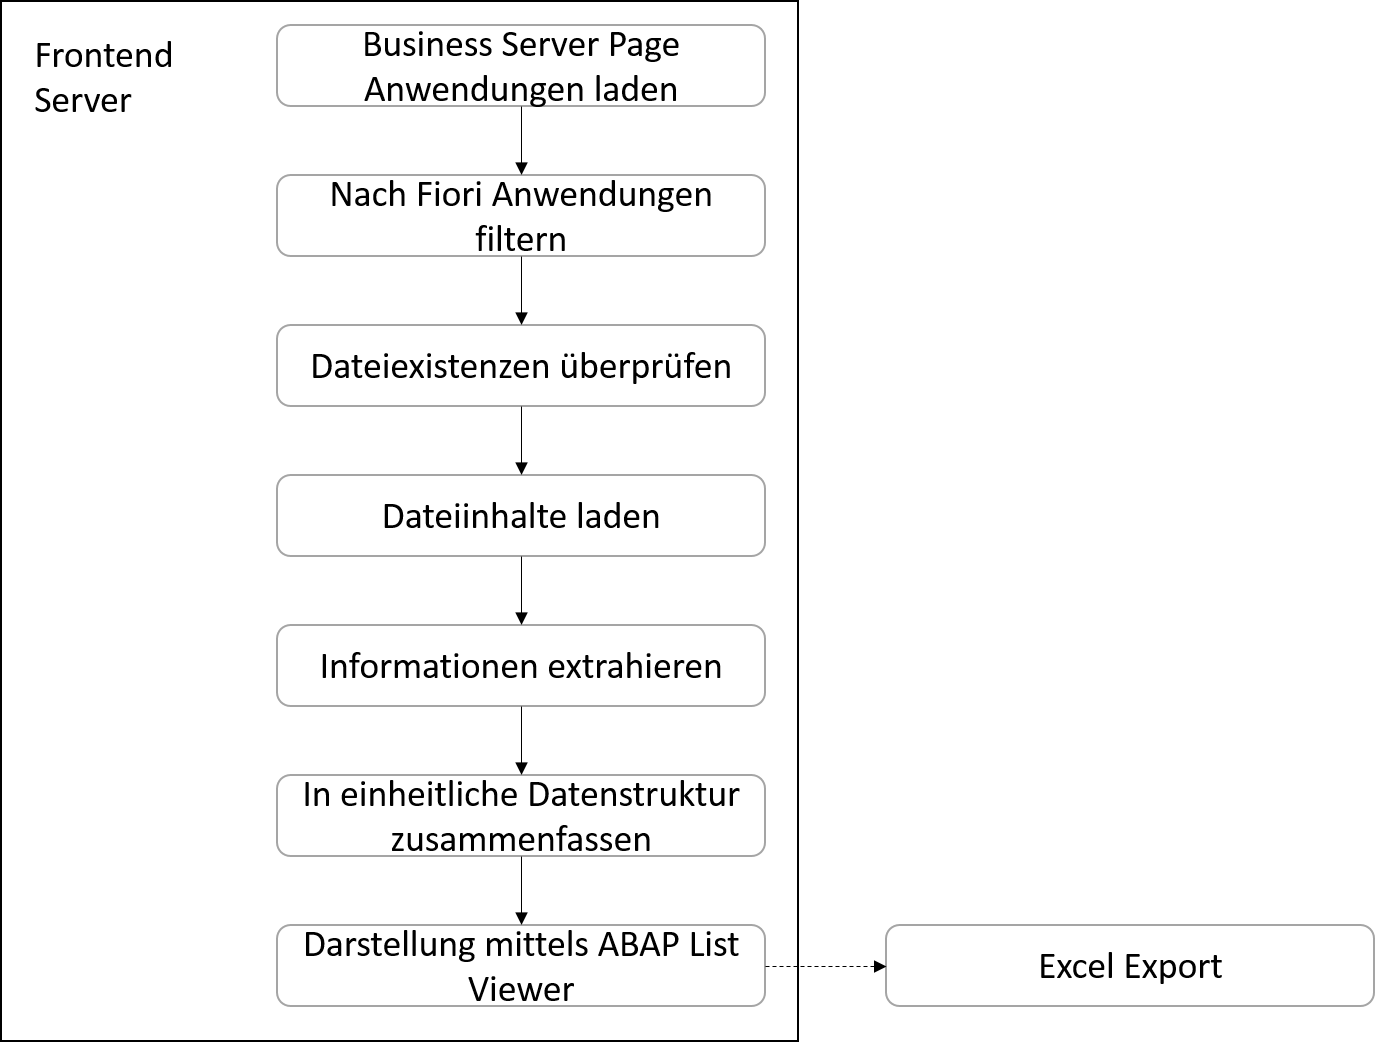 Frontend
Server
Business Server Page
Anwendungen laden
Nach Fiori Anwendungen
filtern
Dateiexistenzen überprüfen
Dateiinhalte laden
Informationen extrahieren
In einheitliche Datenstruktur
zusammenfassen
Darstellung mittels ABAP List
Viewer
Excel Export